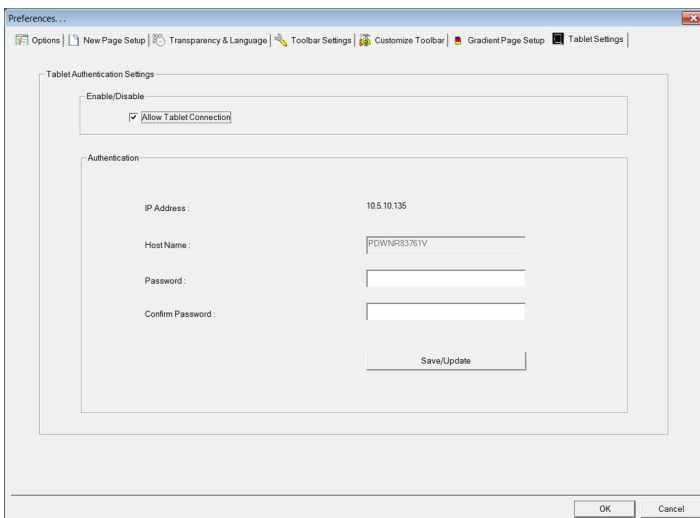 Preferences. . .
Options New Page Setup Transparency & Language Toolbar Settings Customize Toolbar Gradient Page Setup Tablet Settings
Tablet Authentication Settings
Enable/Disable
Allow Tablet Connection
Authentication
IP Address : 10.5.10.135
Host Name : PDWNR83761V
Password :
Confirm Password :
Save/Update
OK Cancel